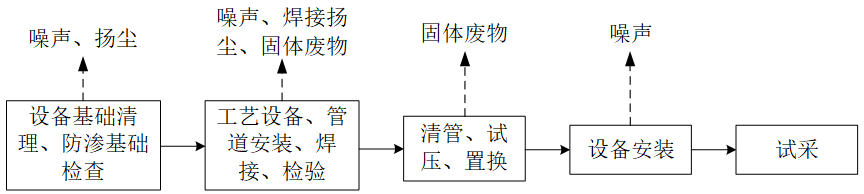 噪声、扬尘
噪声、焊接扬
尘、固体废物
固体废物
噪声
设备基础清
理、防渗基础
检查
工艺设备、管
道安装、焊
接、检验
清管、试
压、置换
设备安装
试采